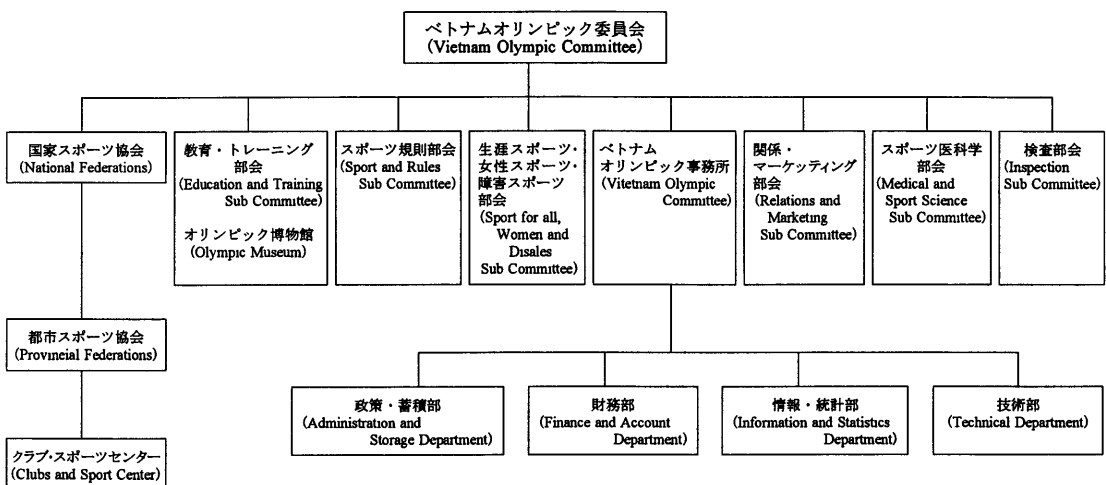 ベトナムオリンピック委員会
(Vietnam Olympic Committee)
国家スポーツ協会
(National Federations)
教育・トレーニング
部会
(Education and Training
Sub Committee)
オリンピック博物館
(Olympic Museum)
スポーツ規則部会
(Sport and Rules
Sub Committee)
生涯スポーツ・
女性スポーツ・
障害スポーツ
部会
(Sport for all,
Women and
Disales
Sub Committee)
ベトナム
オリンピック事務所
(Vitetnam Olympic
Committee)
関係・
マーケッティング
部会
(Relations and
Marketing
Sub Committee)
スポーツ医科学
部会
(Medical and
Sport Science
Sub Committee)
検査部会
(Inspection
Sub Committee)
都市スポーツ協会
(Provincial Federations)
クラブ・スポーツセンター
(Clubs and Sport Center)
政策・蓄積部
(Administration and
Storage Department)
財務部
(Finance and Account
Department)
情報・統計部
(Information and Statistics
Department)
技術部
(Technical Department)